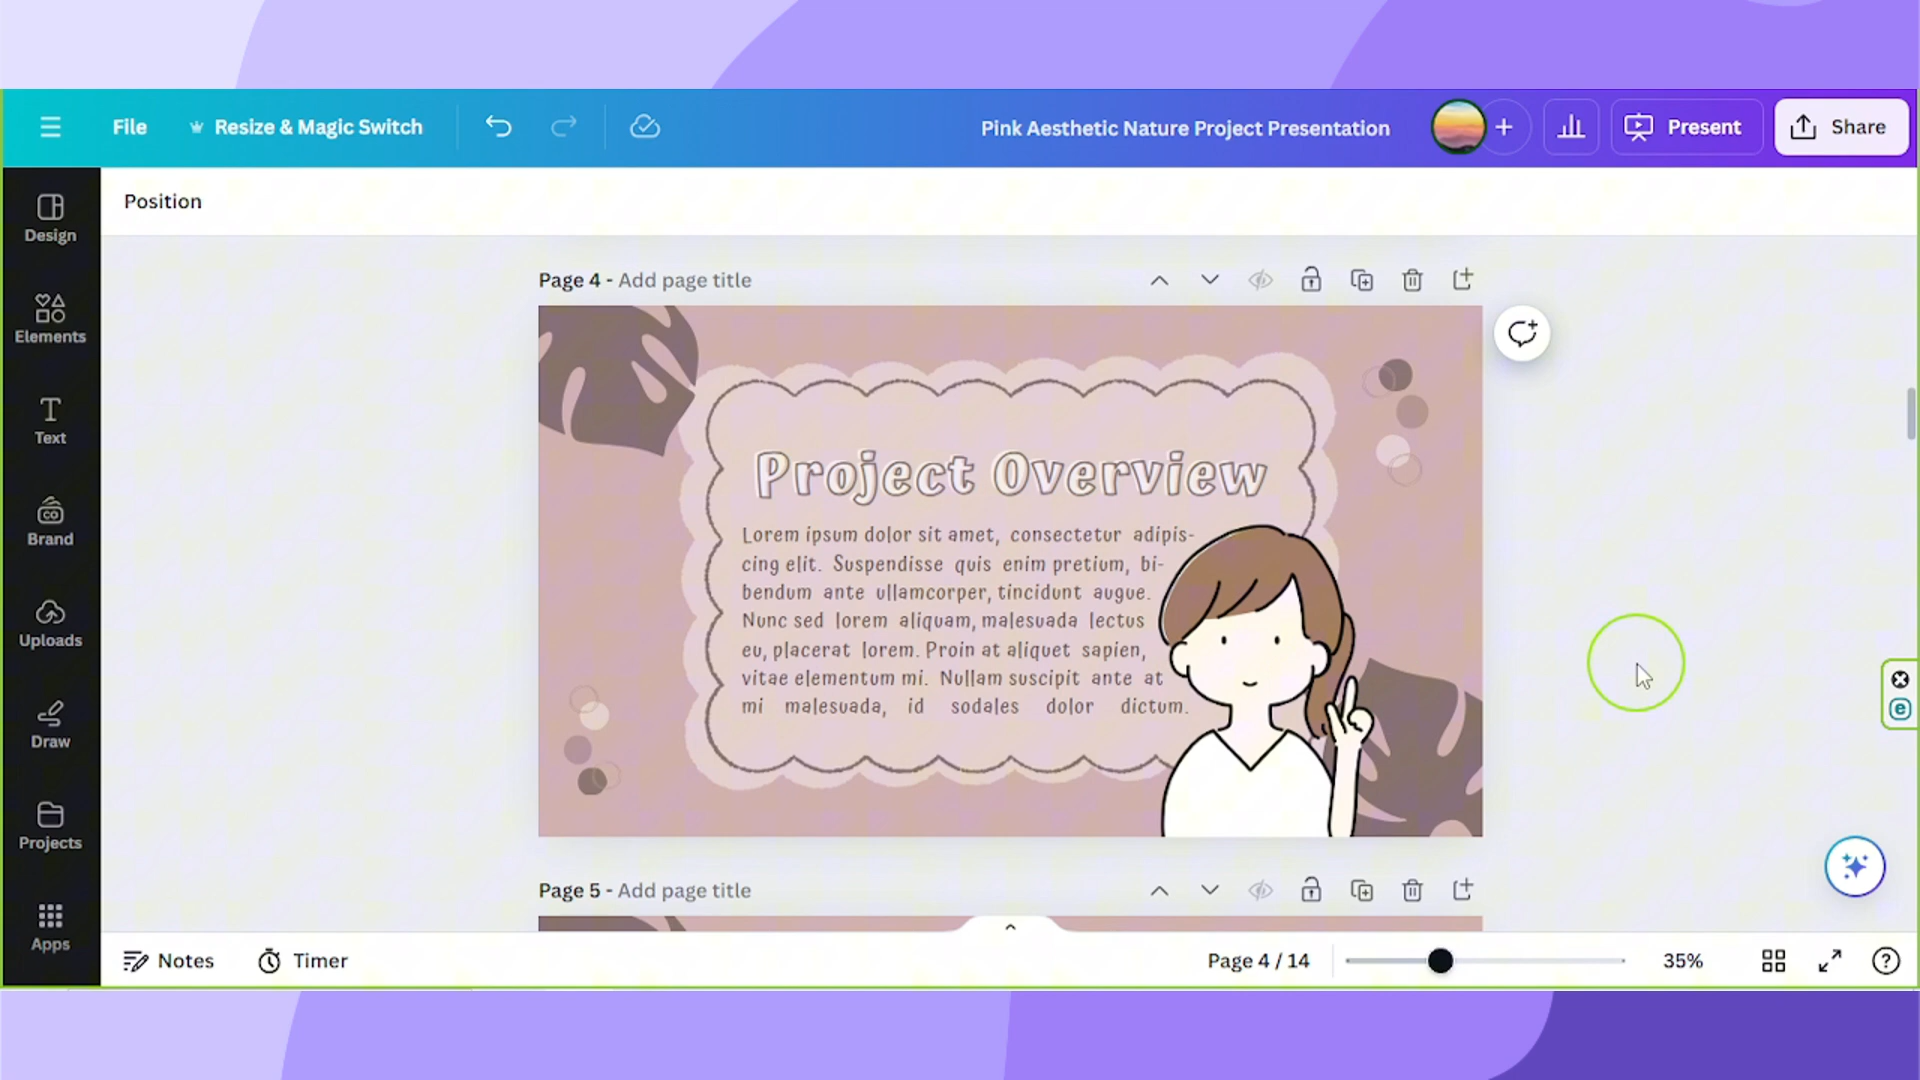 File
Resize & Magic Switch
Pink Aesthetic Nature Project Presentation
Present
Share
Position
Design
Elements
Text
CO
Brand
Uploads
Draw
Projects
Apps
Page 4 - Add page title
Project Overview
Lorem ipsum dolor sit amet, consectetur adipis-
cing elit. Suspendisse quis enim pretium, bi-
bendum ante ullamcorper, tincidunt augue.
Nunc sed lorem aliquam, malesuada lectus
eu, placerat lorem. Proin at aliquet sapien,
vitae elementum mi. Nullam suscipit ante at
mi malesuada, id sodales dolor dictum.
Page 5 - Add page title
Notes
Timer
Page 4 / 14
35%